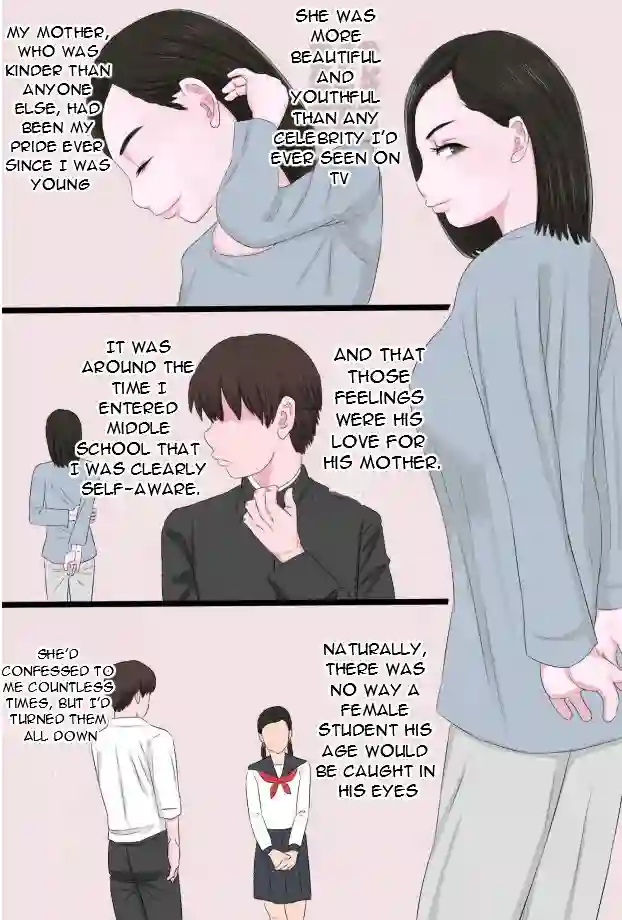 MY MOTHER,
WHO WAS
KINDER THAN
ANYONE
ELSE, HAD
BEEN MY
PRIDE EVER
SINCE I WAS
YOUNG
SHE WAS
MORE
BEAUTIFUL
AND
YOUTHFUL
THAN ANY
CELEBRITY I'D
EVER SEEN ON
TV
IT WAS
AROUND THE
TIME I
ENTERED
MIDDLE
SCHOOL THAT
I WAS CLEARLY
SELF-AWARE.
AND THAT
THOSE
FEELINGS
WERE HIS
LOVE FOR
HIS MOTHER.
SHE'D
CONFESSED TO
ME COUNTLESS
TIMES, BUT I'D
TURNED THEM
ALL DOWN
NATURALLY,
THERE WAS
NO WAY A
FEMALE
STUDENT HIS
AGE WOULD
BE CAUGHT IN
HIS EYES